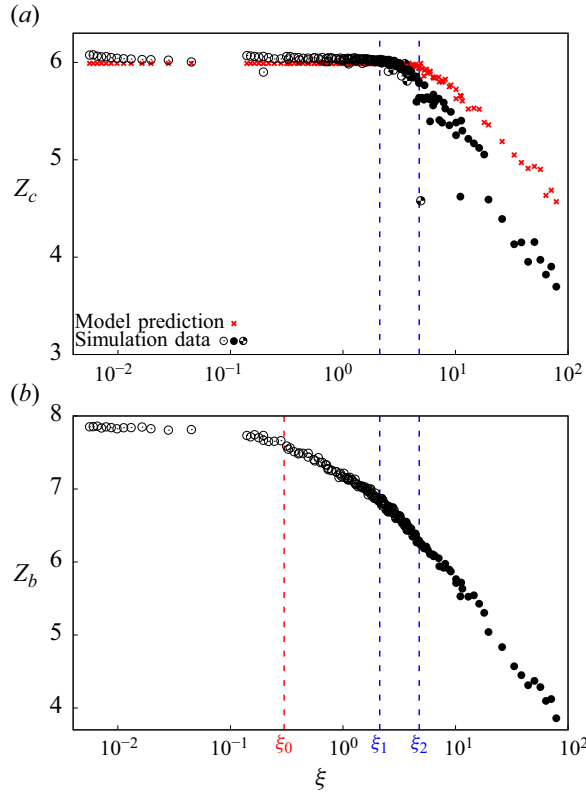 (a)
6
5
Z_c
4
Model prediction
Simulation data
3
10^{-2} 10^{-1} 10^0 10^1 10^2
(b)
8
7
6
Z_b
5
4
10^{-2} 10^{-1} ξ_0 10^0 ξ_1 ξ_2 10^1 10^2
ξ